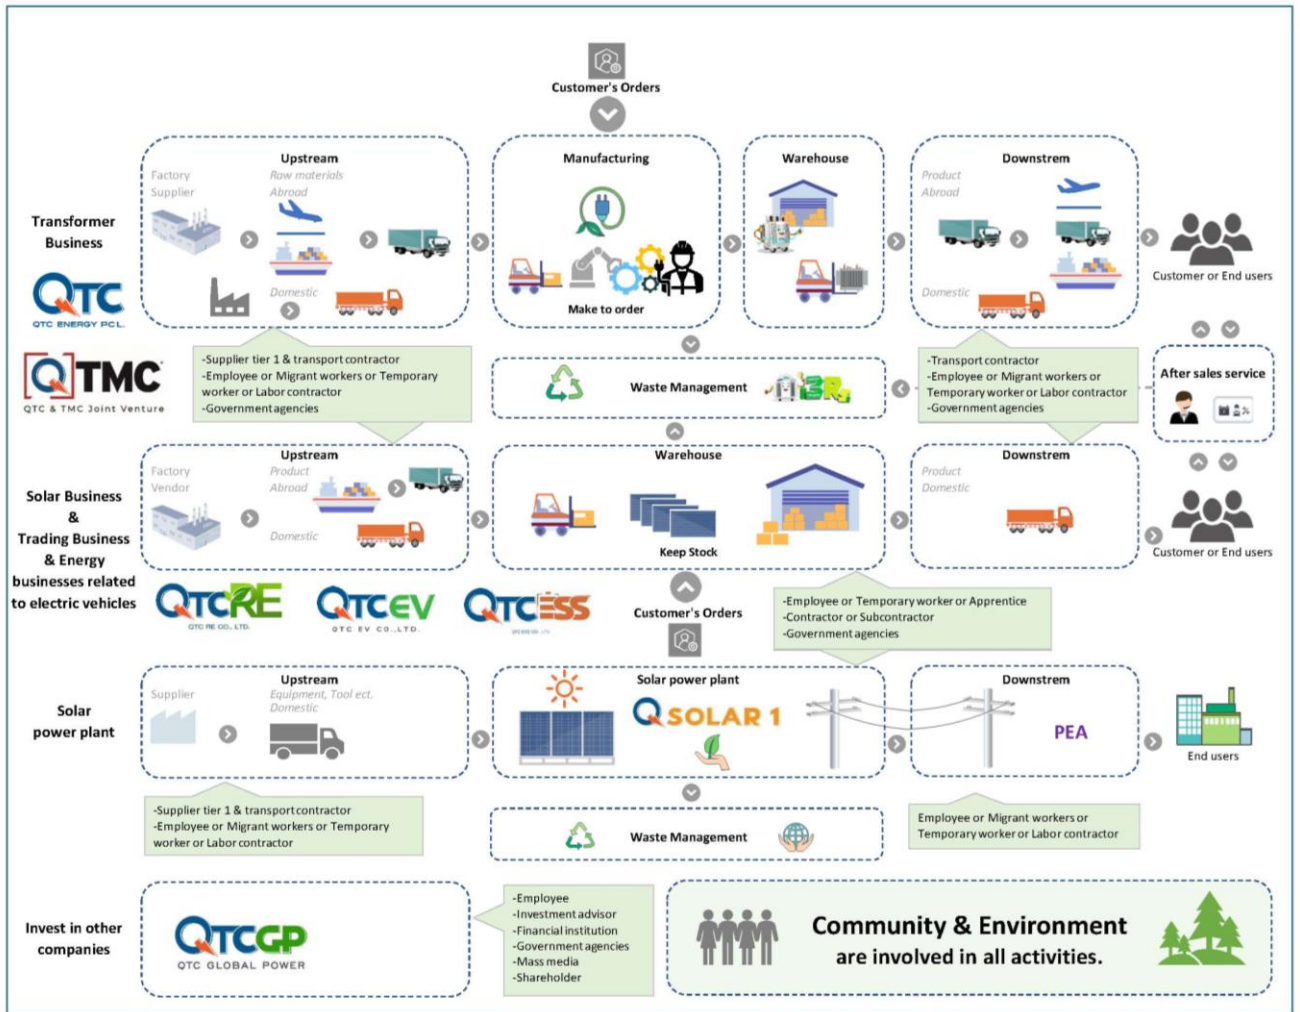 Customer's Orders
Transformer
Business
QTC
QTC ENERGY PCL.
QTMC
QTC & TMC Joint Venture
Upstream
Factory
Supplier
Raw materials
Abroad
Domestic
Manufacturing
Make to order
Warehouse
Downstrem
Product
Abroad
Domestic
Customer or End users
-Supplier tier 1 & transport contractor
-Employee or Migrant workers or Temporary
worker or Labor contractor
-Government agencies
Waste Management
3Rs
-Transport contractor
-Employee or Migrant workers or
Temporary worker or Labor contractor
-Government agencies
After sales service
Solar Business
&
Trading Business
& Energy
businesses related
to electric vehicles
Upstream
Factory
Vendor
Product
Abroad
Domestic
Warehouse
Keep Stock
Downstrem
Product
Domestic
Customer or End users
QTCRE
QTC RE CO., LTD.
QTCEV
QTC EV CO.,LTD.
QTCESS
Customer's Orders
-Employee or Temporary worker or Apprentice
-Contractor or Subcontractor
-Government agencies
Solar
power plant
Upstream
Supplier
Equipment, Tool ect.
Domestic
Solar power plant
Q SOLAR 1
Downstrem
PEA
End users
-Supplier tier 1 & transport contractor
-Employee or Migrant workers or Temporary
worker or Labor contractor
Waste Management
Employee or Migrant workers or
Temporary worker or Labor contractor
Invest in other
companies
QTCGP
QTC GLOBAL POWER
-Employee
-Investment advisor
-Financial institution
-Government agencies
-Mass media
-Shareholder
Community & Environment
are involved in all activities.